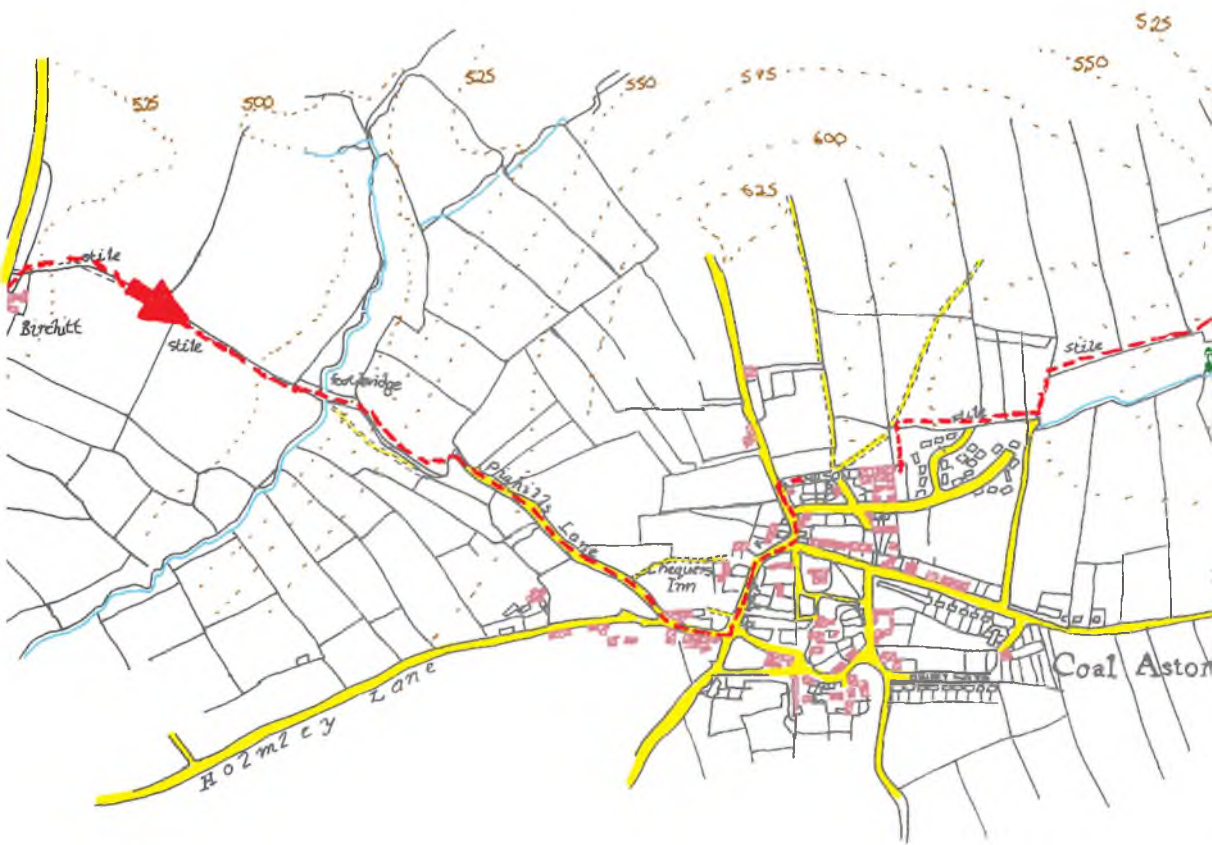 525
525
550
575
550
525
500
600
625
stile
Birchitt
stile
footbridge
stile
stile
Lane
Chequers
Inn
Coal Aston
Holmley Lane